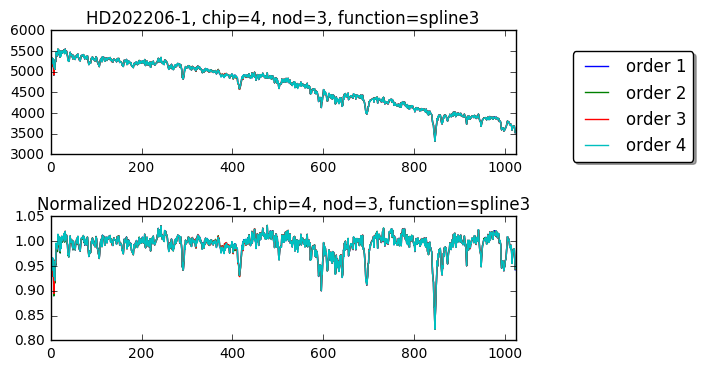 HD202206-1, chip=4, nod=3, function=spline3
6000
5500
5000
4500
4000
3500
3000
0 200 400 600 800 1000
order 1
order 2
order 3
order 4
Normalized HD202206-1, chip=4, nod=3, function=spline3
1.05
1.00
0.95
0.90
0.85
0.80
0 200 400 600 800 1000